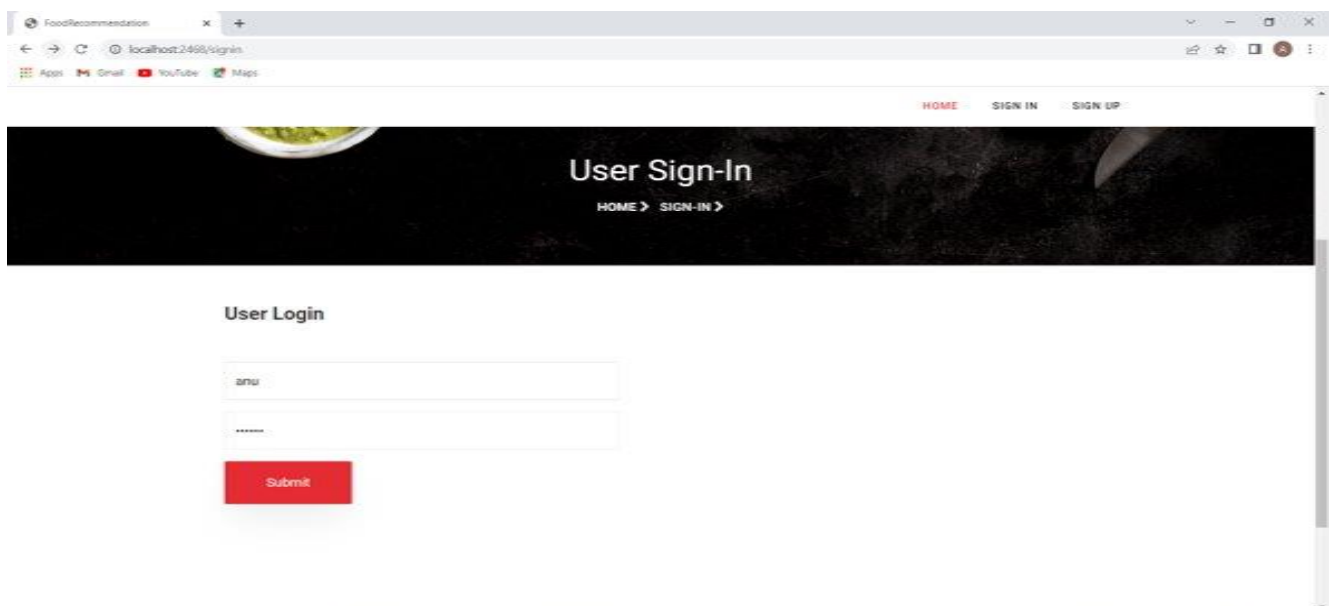 FoodRecommendation
localhost:2468/signin
Apps Gmail YouTube Maps
HOME SIGN IN SIGN UP
User Sign-In
HOME SIGN-IN
User Login
anu
Submit